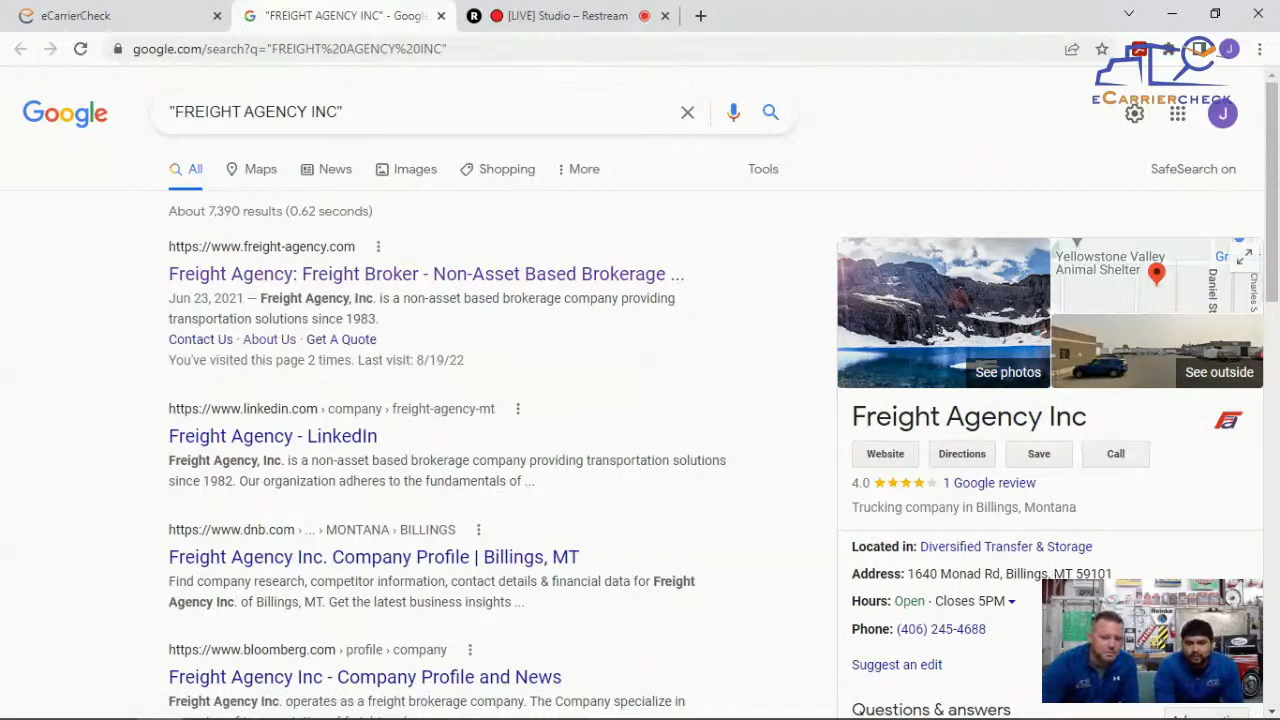 eCarrierCheck
"FREIGHT AGENCY INC" - Goog
[LIVE] Studio – Restream
google.com/search?q="FREIGHT%20AGENCY%20INC"
eCarriercheck
Google
"FREIGHT AGENCY INC"
J
All
Maps
News
Images
Shopping
More
Tools
SafeSearch on
About 7,390 results (0.62 seconds)
https://www.freight-agency.com
Freight Agency: Freight Broker - Non-Asset Based Brokerage ...
Jun 23, 2021 — Freight Agency, Inc. is a non-asset based brokerage company providing
transportation solutions since 1983.
Contact Us · About Us · Get A Quote
You've visited this page 2 times. Last visit: 8/19/22
https://www.linkedin.com › company › freight-agency-mt
Freight Agency - LinkedIn
Freight Agency, Inc. is a non-asset based brokerage company providing transportation solutions
since 1982. Our organization adheres to the fundamentals of ...
https://www.dnb.com › ... › MONTANA › BILLINGS
Freight Agency Inc. Company Profile | Billings, MT
Find company research, competitor information, contact details & financial data for Freight
Agency Inc. of Billings, MT. Get the latest business insights ...
https://www.bloomberg.com › profile › company
Freight Agency Inc - Company Profile and News
Freight Agency Inc. operates as a freight brokerage company. The Company specialize in
Yellowstone Valley
Animal Shelter
Gr
Daniel St
Charles S
See photos
See outside
Freight Agency Inc
Fa
Website
Directions
Save
Call
4.0
1 Google review
Trucking company in Billings, Montana
Located in: Diversified Transfer & Storage
Address: 1640 Monad Rd, Billings, MT 59101
Hours: Open · Closes 5PM
Phone: (406) 245-4688
Suggest an edit
Reinke
Questions & answers